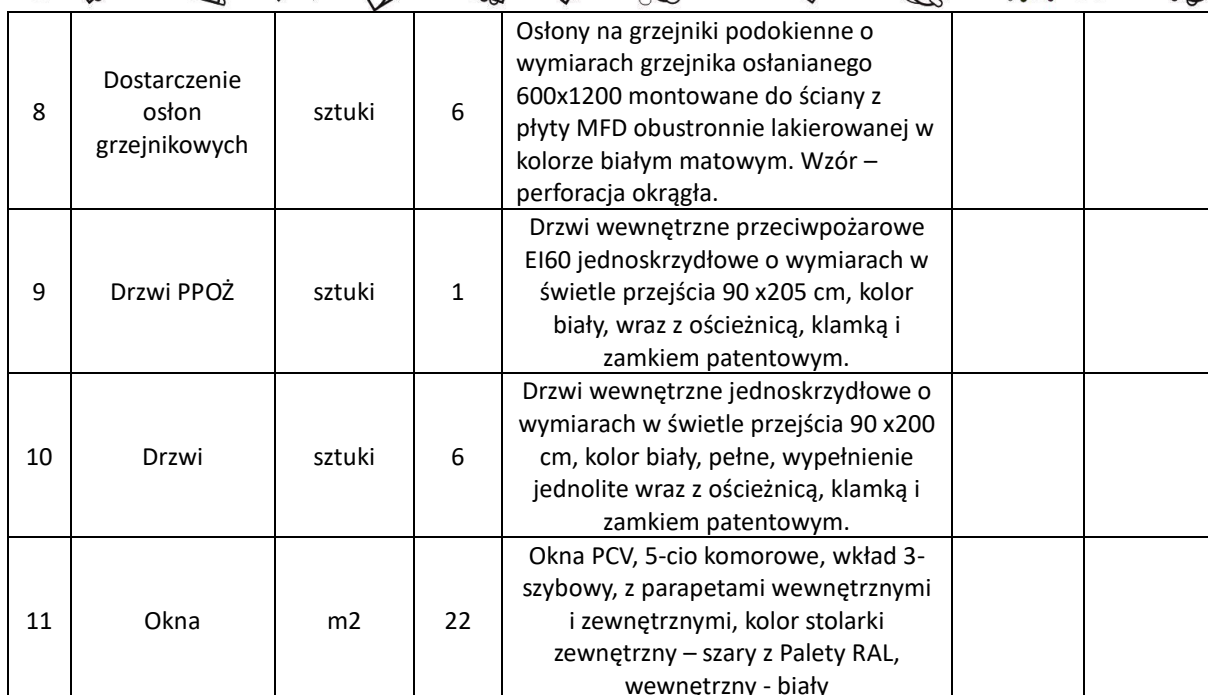 8
Dostarczenie
osłon
grzejnikowych
sztuki
6
Osłony na grzejniki podokienne o
wymiarach grzejnika osłanianego
600x1200 montowane do ściany z
płyty MFD obustronnie lakierowanej w
kolorze białym matowym. Wzór –
perforacja okrągła.
9
Drzwi PPOŻ
sztuki
1
Drzwi wewnętrzne przeciwpożarowe
EI60 jednoskrzydłowe o wymiarach w
świetle przejścia 90 x205 cm, kolor
biały, wraz z ościeżnicą, klamką i
zamkiem patentowym.
10
Drzwi
sztuki
6
Drzwi wewnętrzne jednoskrzydłowe o
wymiarach w świetle przejścia 90 x200
cm, kolor biały, pełne, wypełnienie
jednolite wraz z ościeżnicą, klamką i
zamkiem patentowym.
11
Okna
m2
22
Okna PCV, 5-cio komorowe, wkład 3-
szybowy, z parapetami wewnętrznymi
i zewnętrznymi, kolor stolarki
zewnętrzny – szary z Palety RAL,
wewnętrzny - biały